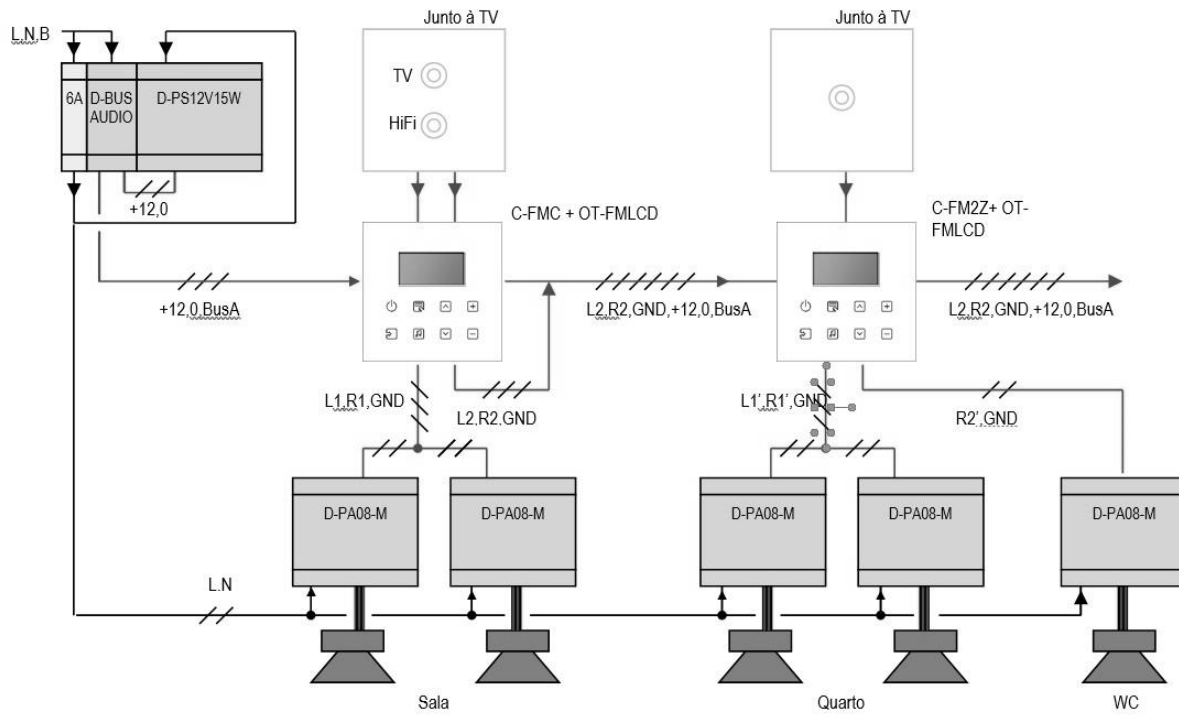 Junto à TV
Junto à TV
L.N.B
TV
HiFi
6A
D-BUS
AUDIO
D-PS12V15W
+12,0
C-FMC + OT-FMLCD
C-FM2Z+ OT-
FMLCD
+12,0,BusA
L2,R2,GND,+12,0,BusA
L2,R2,GND,+12,0,BusA
L1,R1,GND
L2,R2,GND
L1’,R1’,GND
R2’,GND
D-PA08-M
D-PA08-M
D-PA08-M
D-PA08-M
D-PA08-M
L.N
Sala
Quarto
WC